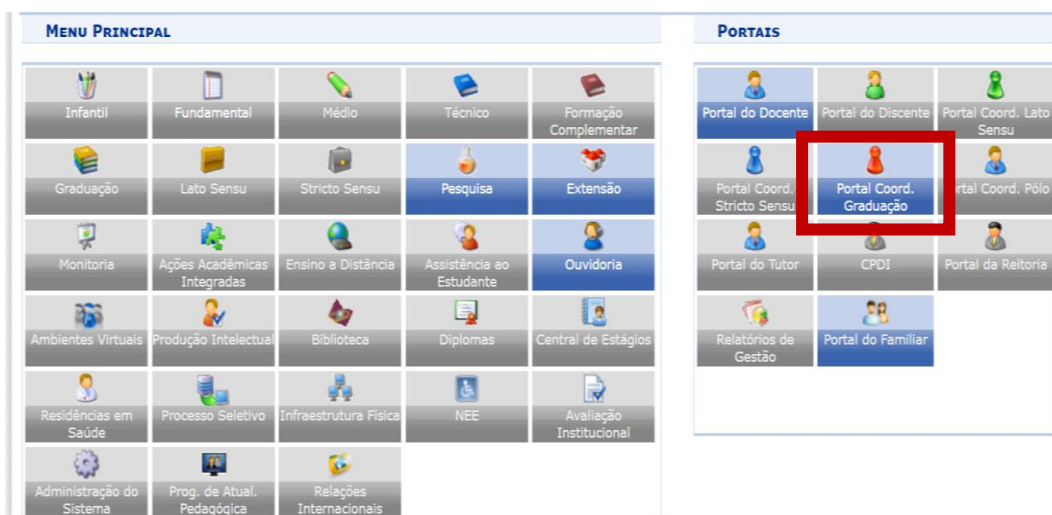 MENU PRINCIPAL
Infantil
Fundamental
Médio
Técnico
Formação
Complementar
Graduação
Lato Sensu
Stricto Sensu
Pesquisa
Extensão
Monitoria
Ações Acadêmicas
Integradas
Ensino a Distância
Assistência ao
Estudante
Ouvidoria
Ambientes Virtuais
Produção Intelectual
Biblioteca
Diplomas
Central de Estágios
Residências em
Saúde
Processo Seletivo
Infraestrutura Física
NEE
Avaliação
Institucional
Administração do
Sistema
Prog. de Atual.
Pedagógica
Relações
Internacionais
PORTAIS
Portal do Docente
Portal do Discente
Portal Coord. Lato
Sensu
Portal Coord.
Stricto Sensu
Portal Coord.
Graduação
Coord. Pólo
Portal do Tutor
CPDI
Portal da Reitoria
Relatórios de
Gestão
Portal do Familiar